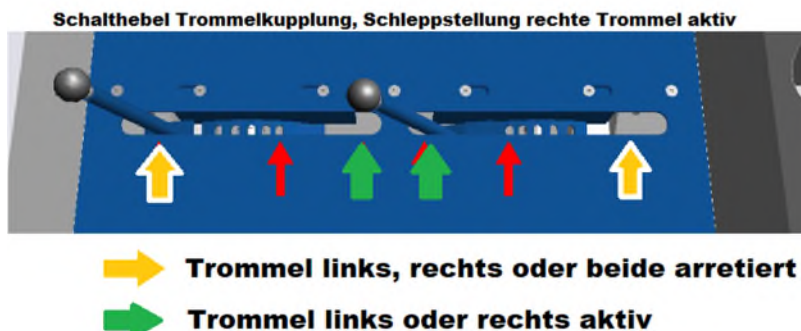 Schalthebel Trommelkupplung, Schleppstellung rechte Trommel aktiv
Trommel links, rechts oder beide arretiert
Trommel links oder rechts aktiv